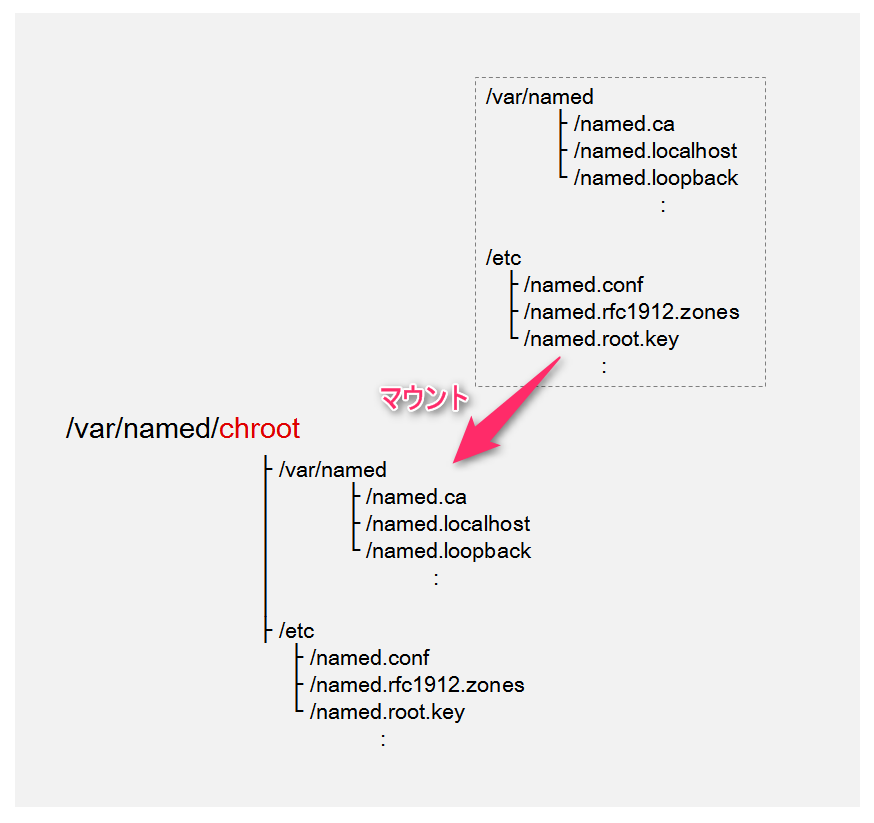 /var/named
/named.ca
/named.localhost
/named.loopback
:
/etc
/named.conf
/named.rfc1912.zones
/named.root.key
:
マウント
/var/named/chroot
/var/named
/named.ca
/named.localhost
/named.loopback
:
/etc
/named.conf
/named.rfc1912.zones
/named.root.key
: